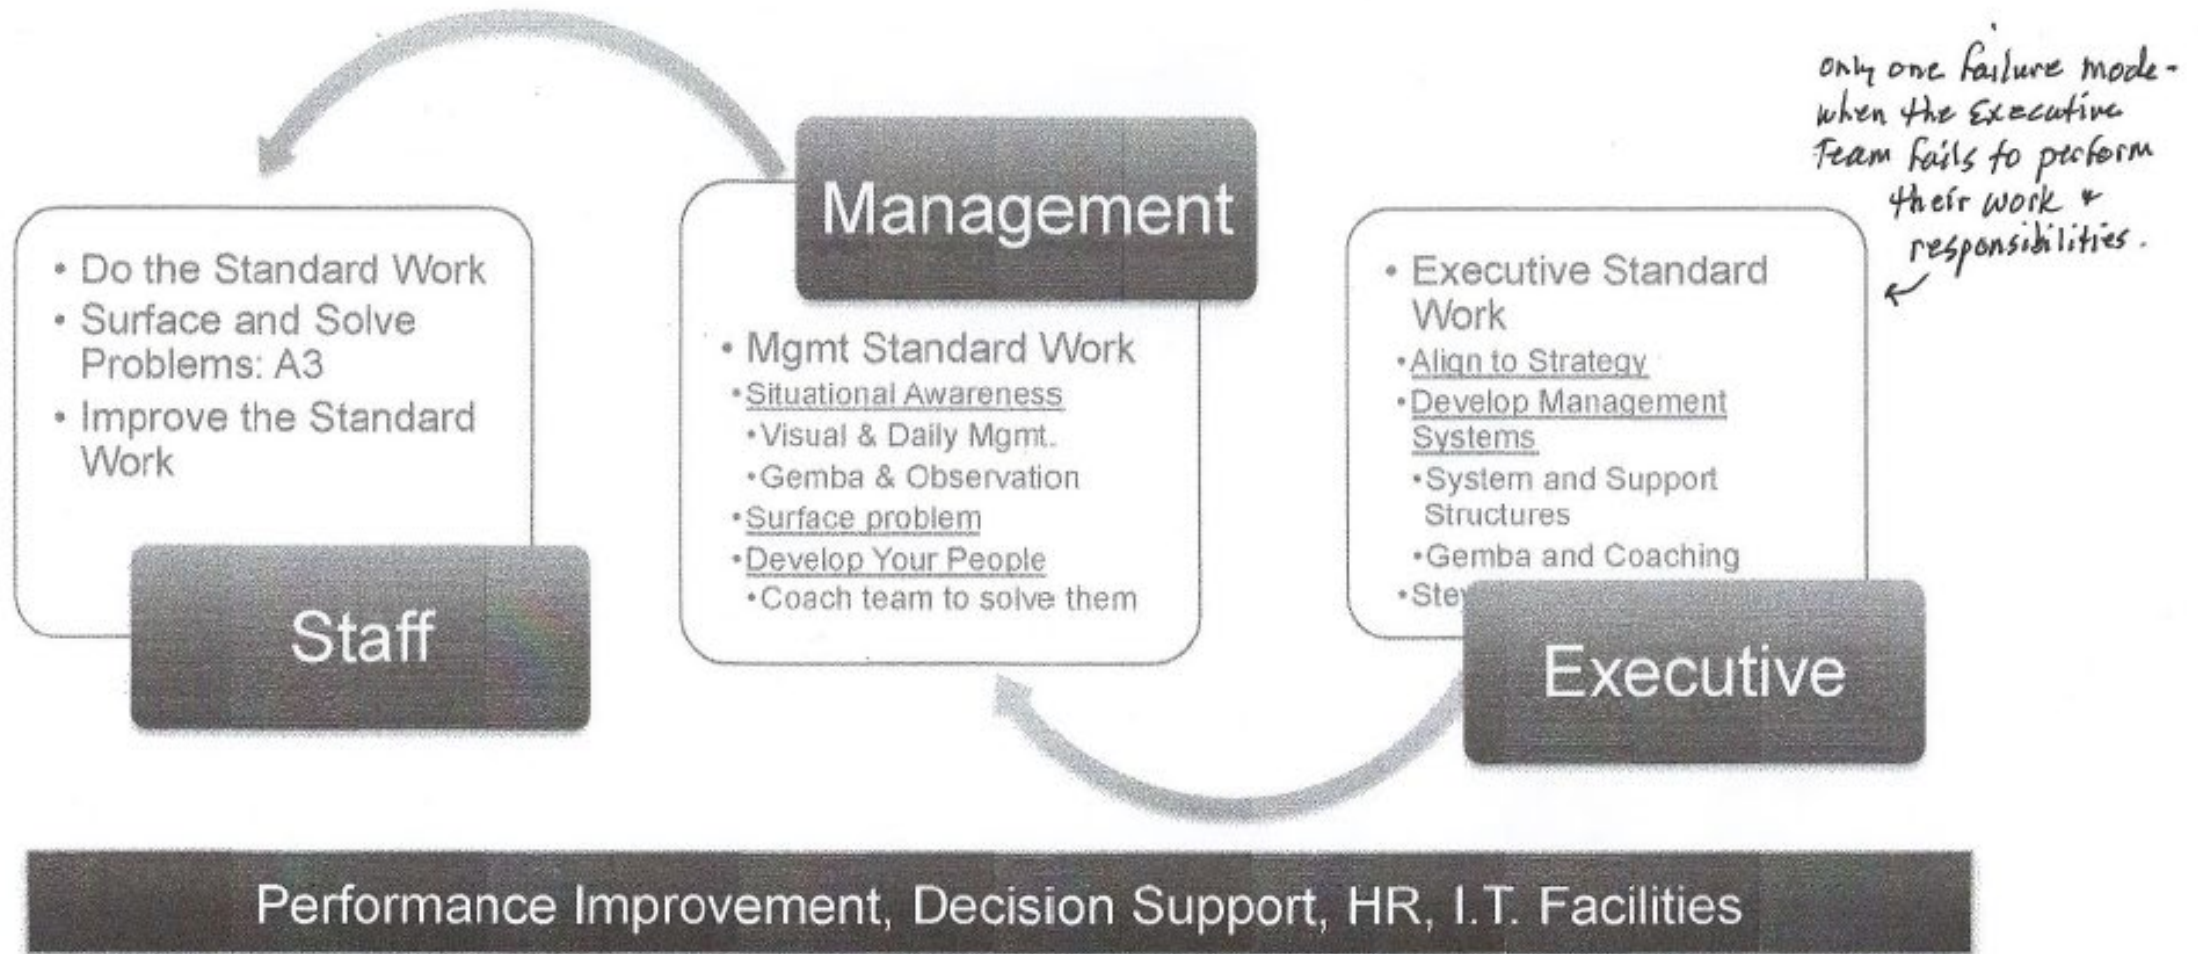 • Do the Standard Work
• Surface and Solve
Problems: A3
• Improve the Standard
Work
Staff
Management
• Mgmt Standard Work
• Situational Awareness
• Visual & Daily Mgmt.
• Gemba & Observation
• Surface problem
• Develop Your People
• Coach team to solve them
• Executive Standard
Work
• Align to Strategy
• Develop Management
Systems
• System and Support
Structures
• Gemba and Coaching
Executive
only one failure mode -
when the Executive
Team fails to perform
their work &
responsibilities.
Performance Improvement, Decision Support, HR, I.T. Facilities